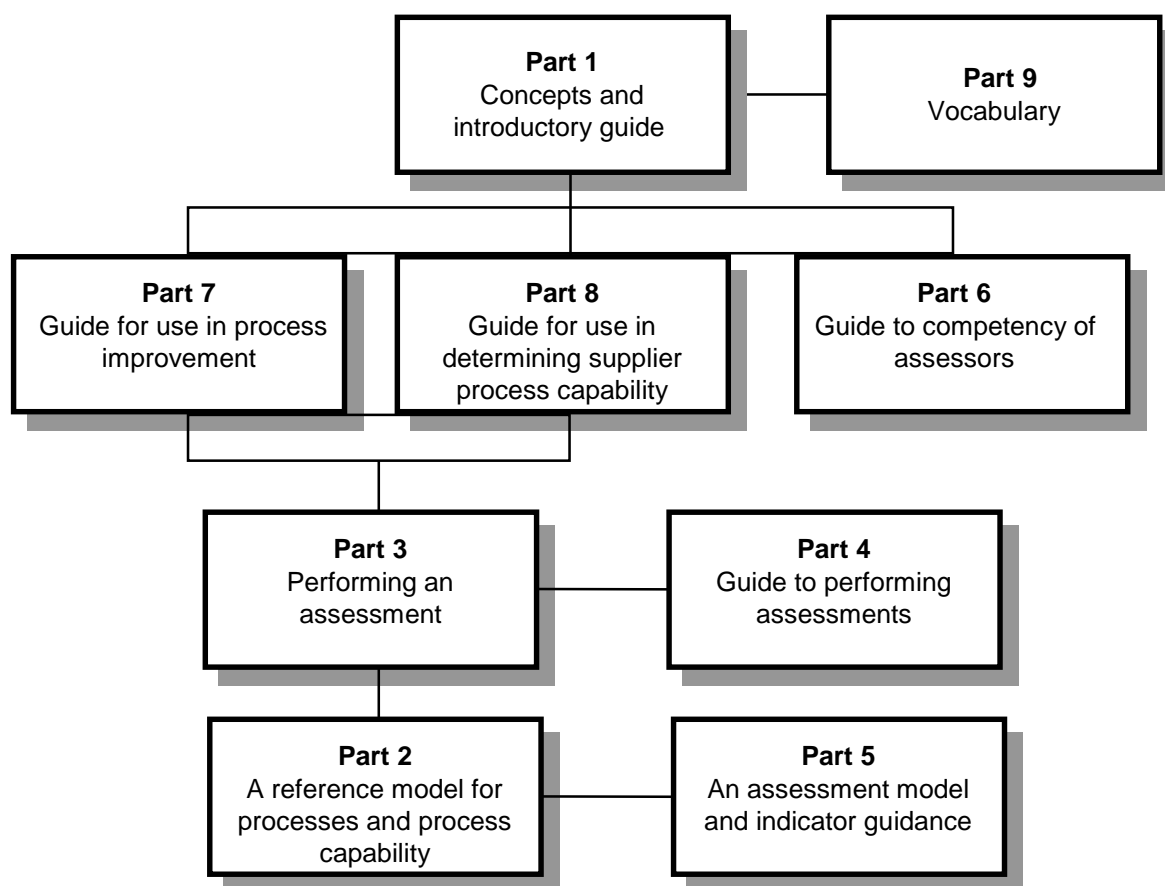 Part 1
Concepts and
introductory guide
Part 9
Vocabulary
Part 7
Guide for use in process
improvement
Part 8
Guide for use in
determining supplier
process capability
Part 6
Guide to competency of
assessors
Part 3
Performing an
assessment
Part 4
Guide to performing
assessments
Part 2
A reference model for
processes and process
capability
Part 5
An assessment model
and indicator guidance